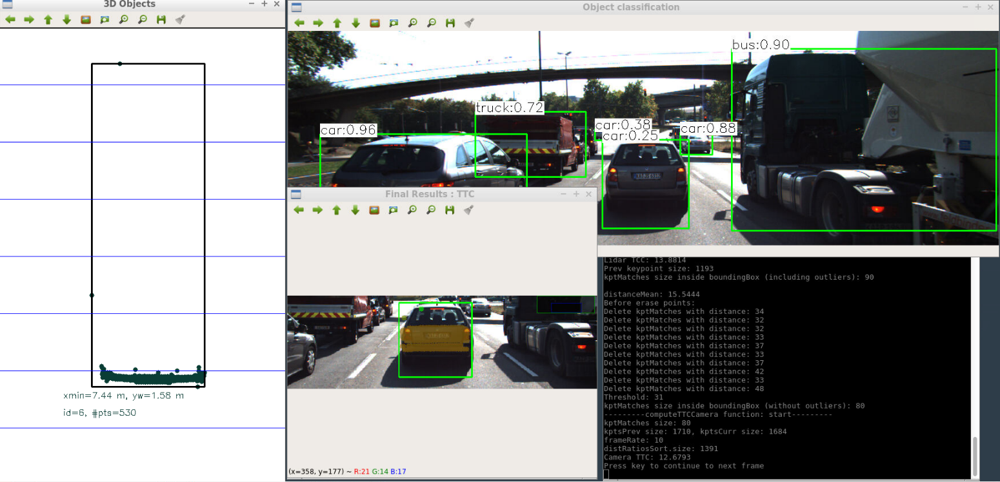 3D Objects
xmin=7.44 m, yw=1.58 m
id=6, #pts=530
Object classification
bus:0.90
truck:0.72
car:0.96
car:0.38
car:0.25
car:0.88
Final Results : TTC
(x=358, y=177) ~ R:21 G:14 B:17
Lidar TCC: 13.8814
Prev keypoint size: 1193
kptMatches size inside boundingBox (including outliers): 90
distanceMean: 15.5444
Before erase points:
Delete kptMatches with distance: 34
Delete kptMatches with distance: 32
Delete kptMatches with distance: 32
Delete kptMatches with distance: 33
Delete kptMatches with distance: 37
Delete kptMatches with distance: 33
Delete kptMatches with distance: 37
Delete kptMatches with distance: 42
Delete kptMatches with distance: 33
Delete kptMatches with distance: 48
Threshold: 31
kptMatches size inside boundingBox (without outliers): 80
---------computeTTCCamera function: start---------
kptMatches size: 80
kptsPrev size: 1710, kptsCurr size: 1684
frameRate: 10
distRatiosSort.size: 1391
Camera TTC: 12.6793
Press key to continue to next frame